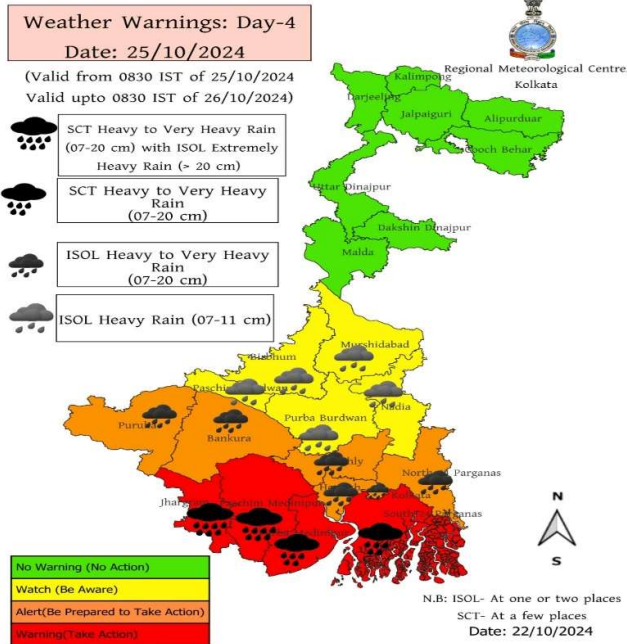 Weather Warnings: Day-4
Date: 25/10/2024
(Valid from 0830 IST of 25/10/2024
Valid upto 0830 IST of 26/10/2024)
Regional Meteorological Centre
Kolkata
SCT Heavy to Very Heavy Rain
(07-20 cm) with ISOL Extremely
Heavy Rain (> 20 cm)
SCT Heavy to Very Heavy
Rain
(07-20 cm)
ISOL Heavy to Very Heavy
Rain
(07-20 cm)
ISOL Heavy Rain (07-11 cm)
Kalimpong
Darjeeling
Jalpaiguri
Alipurduar
Cooch Behar
Uttar Dinajpur
Dakshin Dinajpur
Malda
Murshidabad
Birbhum
Nadia
Purba Burdwan
Bankura
Kolkata
N
S
No Warning (No Action)
Watch (Be Aware)
Alert(Be Prepared to Take Action)
Warning(Take Action)
N.B: ISOL- At one or two places
SCT- At a few places
Date: 22/10/2024